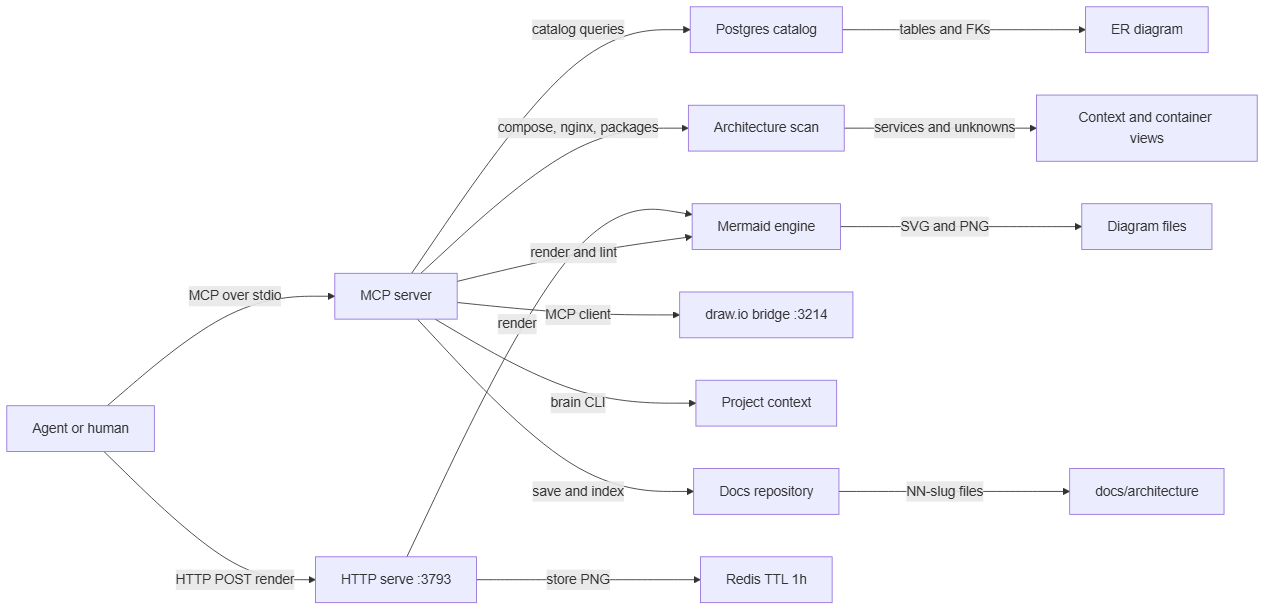 catalog queries
Postgres catalog
tables and FKs
ER diagram
compose, nginx, packages
Architecture scan
services and unknowns
Context and container
views
render and lint
Mermaid engine
SVG and PNG
Diagram files
MCP over stdio
MCP server
MCP client
draw.io bridge :3214
render
brain CLI
Project context
Agent or human
save and index
Docs repository
NN-slug files
docs/architecture
HTTP POST render
HTTP serve :3793
store PNG
Redis TTL 1h